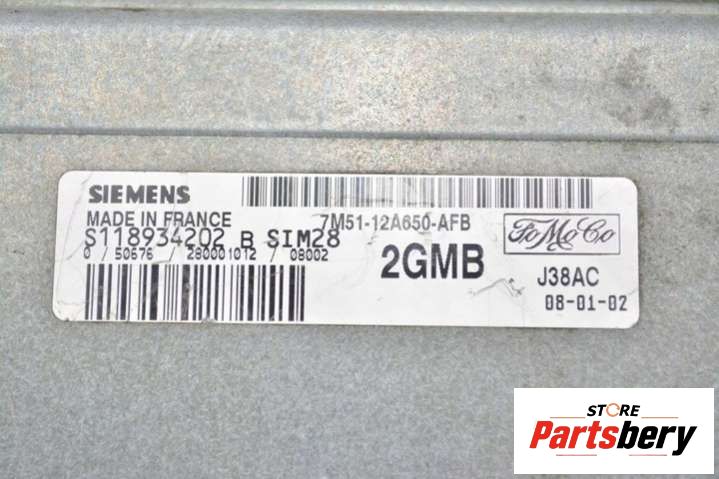 SIEMENS
MADE IN FRANCE
7M51-12A650-AFB
S118934202 B SIM28
0 / 50676 / 280001012 / 08002
2GMB
FoMoCo
J38AC
08-01-02
STORE
Partsbery